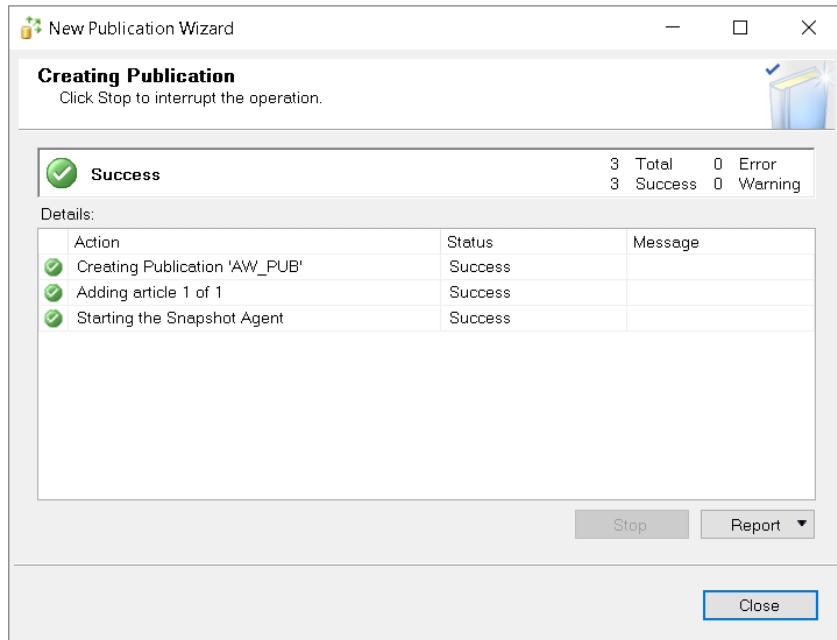 New Publication Wizard
Creating Publication
Click Stop to interrupt the operation.
Success 3 Total 0 Error
3 Success 0 Warning
Details:
Action Status Message
Creating Publication 'AW_PUB' Success
Adding article 1 of 1 Success
Starting the Snapshot Agent Success
Stop Report
Close